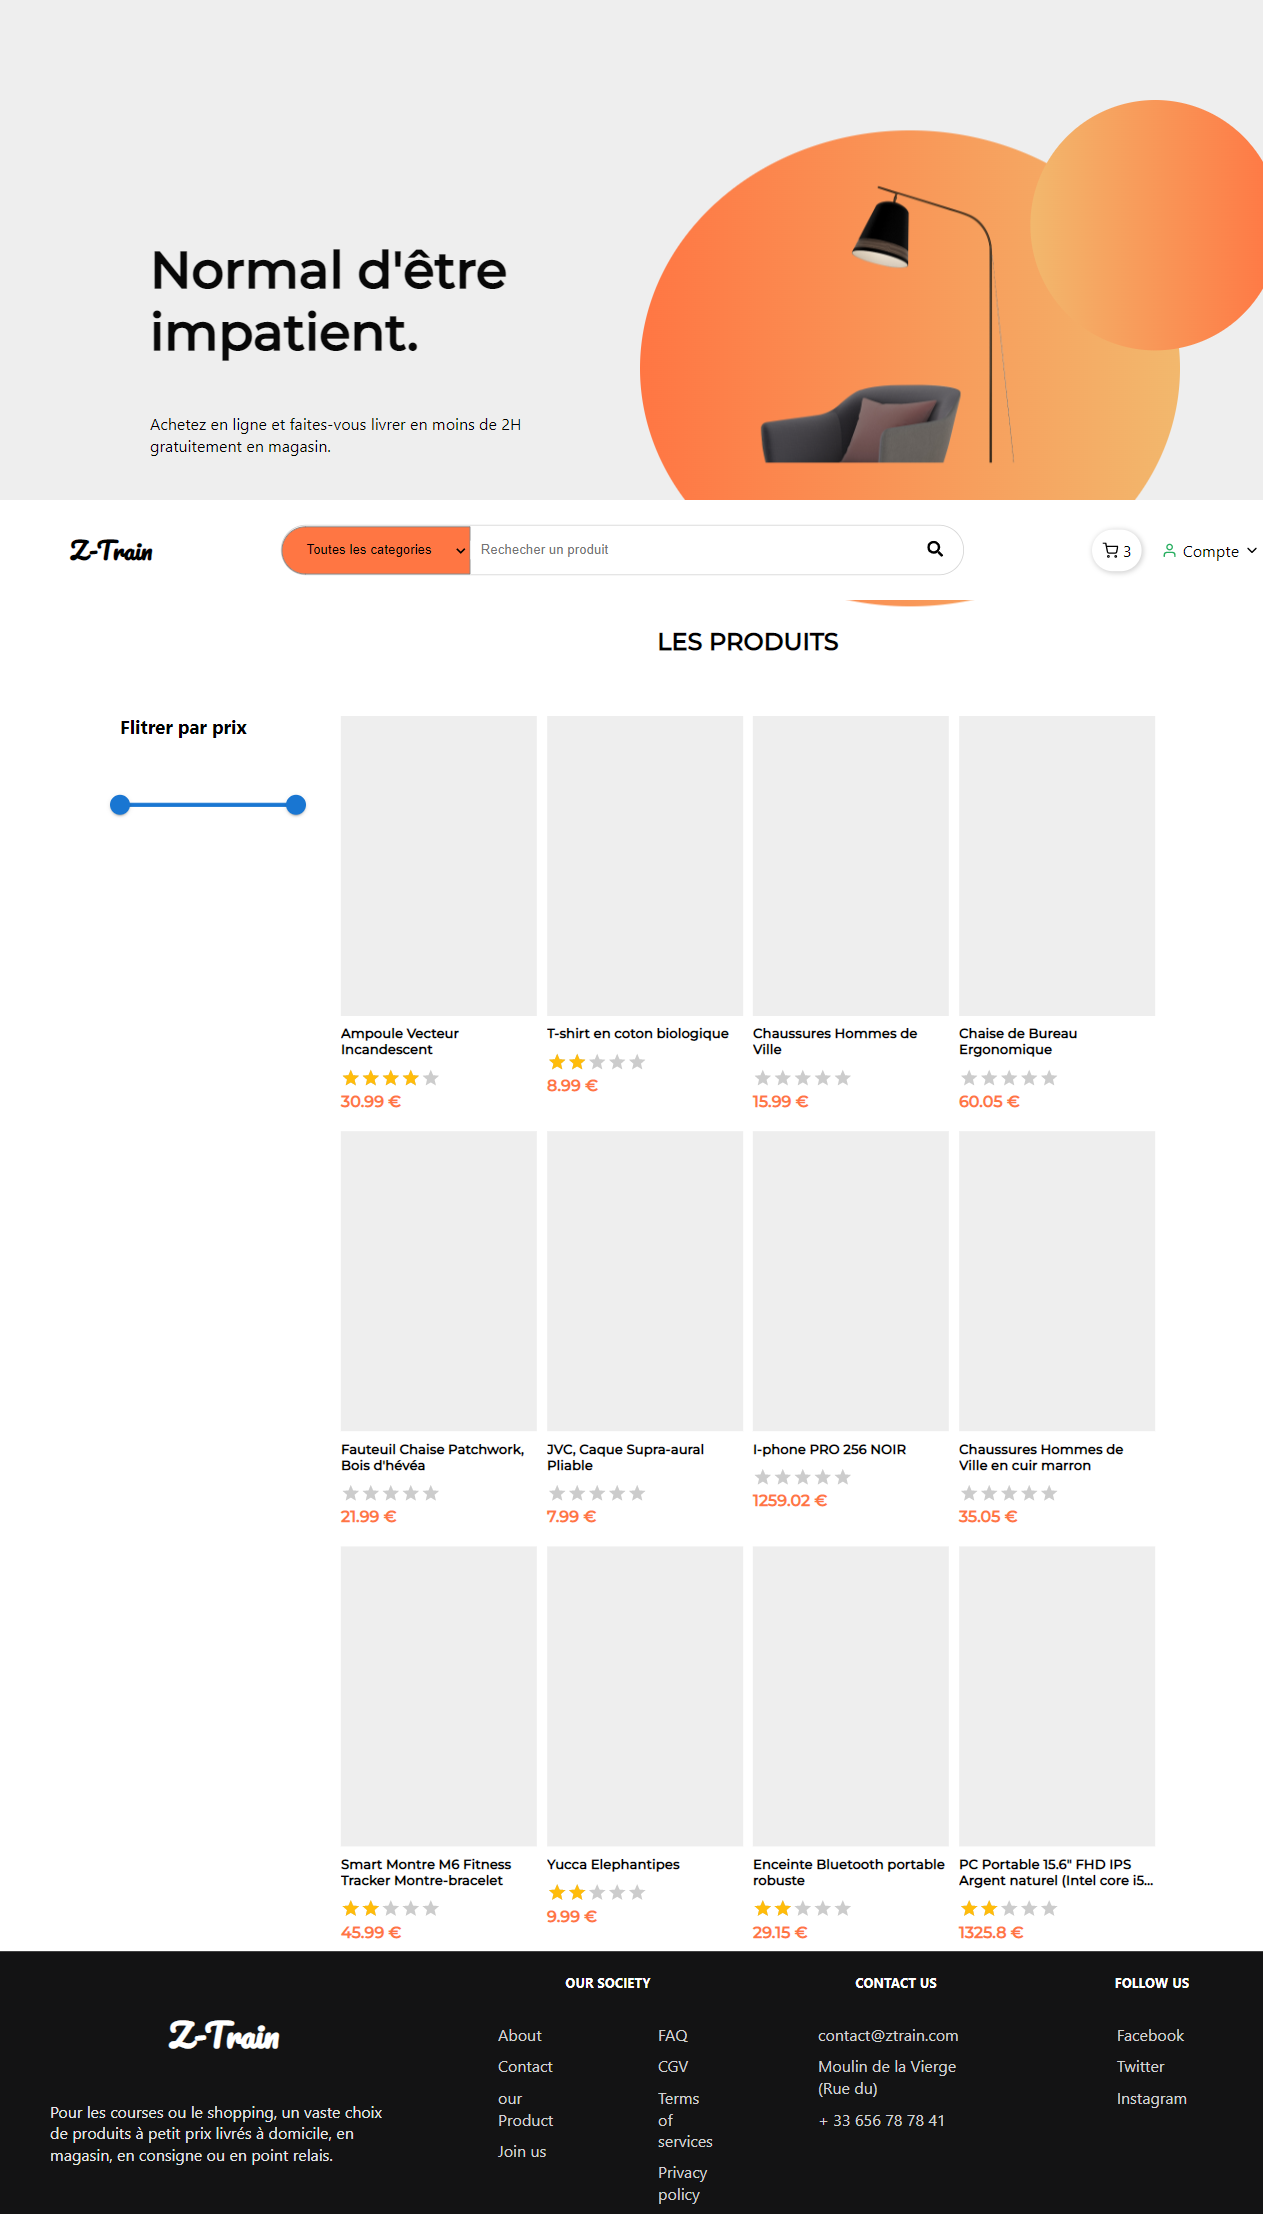 Normal d'être
impatient.
Achetez en ligne et faites-vous livrer en moins de 2H
gratuitement en magasin.
Z-Train
Toutes les categories
Rechecher un produit
3
Compte
LES PRODUITS
Flitrer par prix
Ampoule Vecteur
Incandescent
30.99 €
T-shirt en coton biologique
8.99 €
Chaussures Hommes de
Ville
15.99 €
Chaise de Bureau
Ergonomique
60.05 €
Fauteuil Chaise Patchwork,
Bois d'hévéa
21.99 €
JVC, Caque Supra-aural
Pliable
7.99 €
I-phone PRO 256 NOIR
1259.02 €
Chaussures Hommes de
Ville en cuir marron
35.05 €
Smart Montre M6 Fitness
Tracker Montre-bracelet
45.99 €
Yucca Elephantipes
9.99 €
Enceinte Bluetooth portable
robuste
29.15 €
PC Portable 15.6" FHD IPS
Argent naturel (Intel core i5...
1325.8 €
Z-Train
Pour les courses ou le shopping, un vaste choix
de produits à petit prix livrés à domicile, en
magasin, en consigne ou en point relais.
OUR SOCIETY
About
Contact
our
Product
Join us
FAQ
CGV
Terms
of
services
Privacy
policy
CONTACT US
contact@ztrain.com
Moulin de la Vierge
(Rue du)
+ 33 656 78 78 41
FOLLOW US
Facebook
Twitter
Instagram